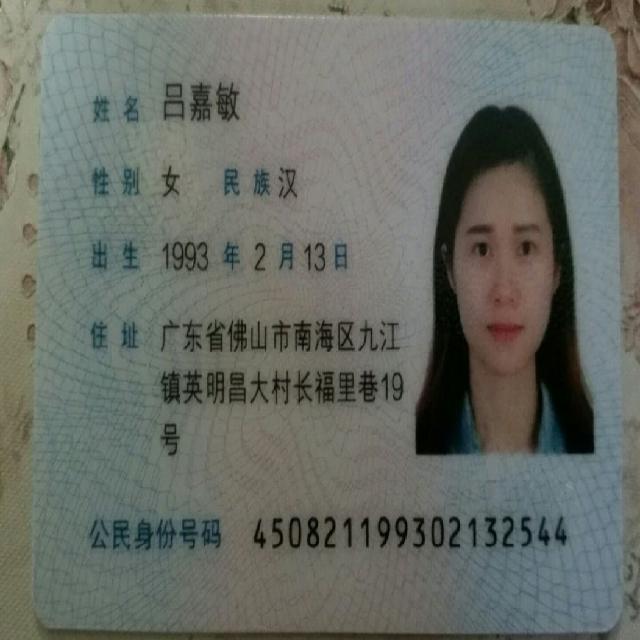 姓名 吕嘉敏
性别 女 民族 汉
出生 1993 年 2 月 13 日
住址 广东省佛山市南海区九江
镇英明昌大村长福里巷19
号
公民身份号码 450821199302132544